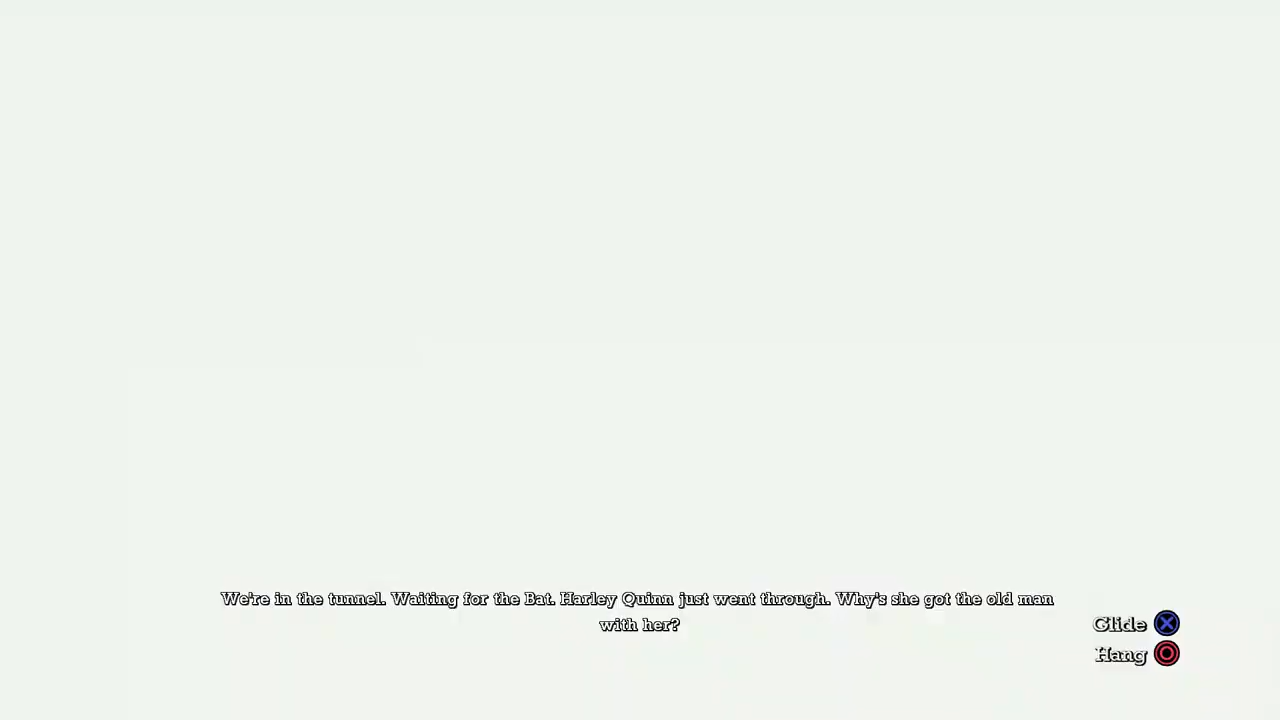 We're in the tunnel. Waiting for the Bat. Harley Quinn just went through. Why's she got the old man
with her?
Glide
Hang